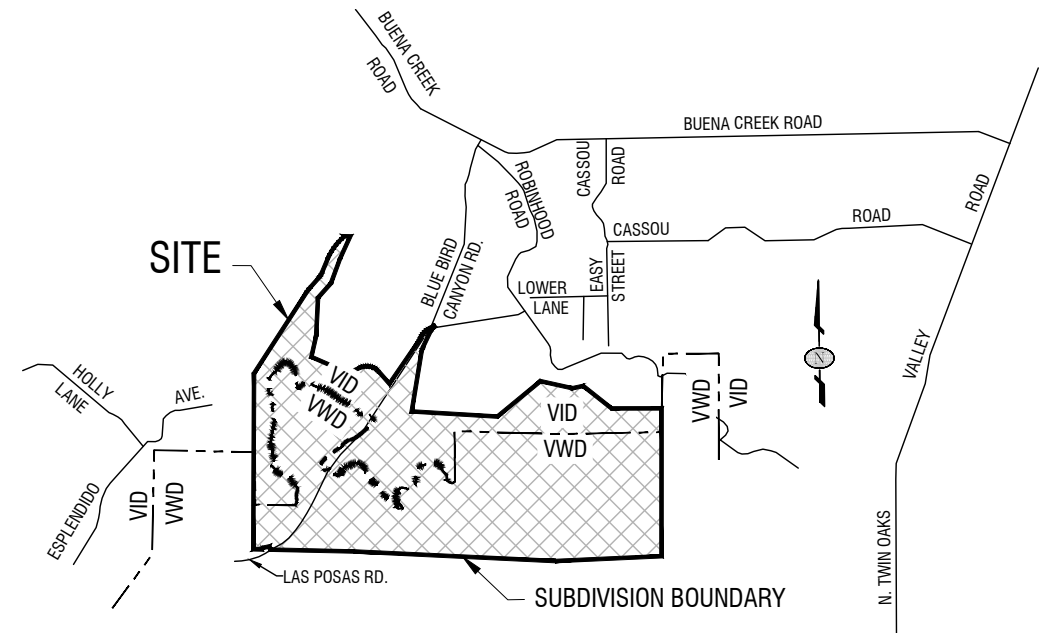 BUENA CREEK
ROAD
BUENA CREEK ROAD
CASSOU
ROAD
ROBINHOOD
ROAD
ROAD
CASSOU
ROAD
SITE
BLUE BIRD
CANYON RD.
EASY
STREET
LOWER
LANE
N
VALLEY
HOLLY
LANE
AVE.
VID
VWD
VWD
VID
VID
VWD
VID
VWD
ESPLENDIDO
N. TWIN OAKS
LAS POSAS RD.
SUBDIVISION BOUNDARY